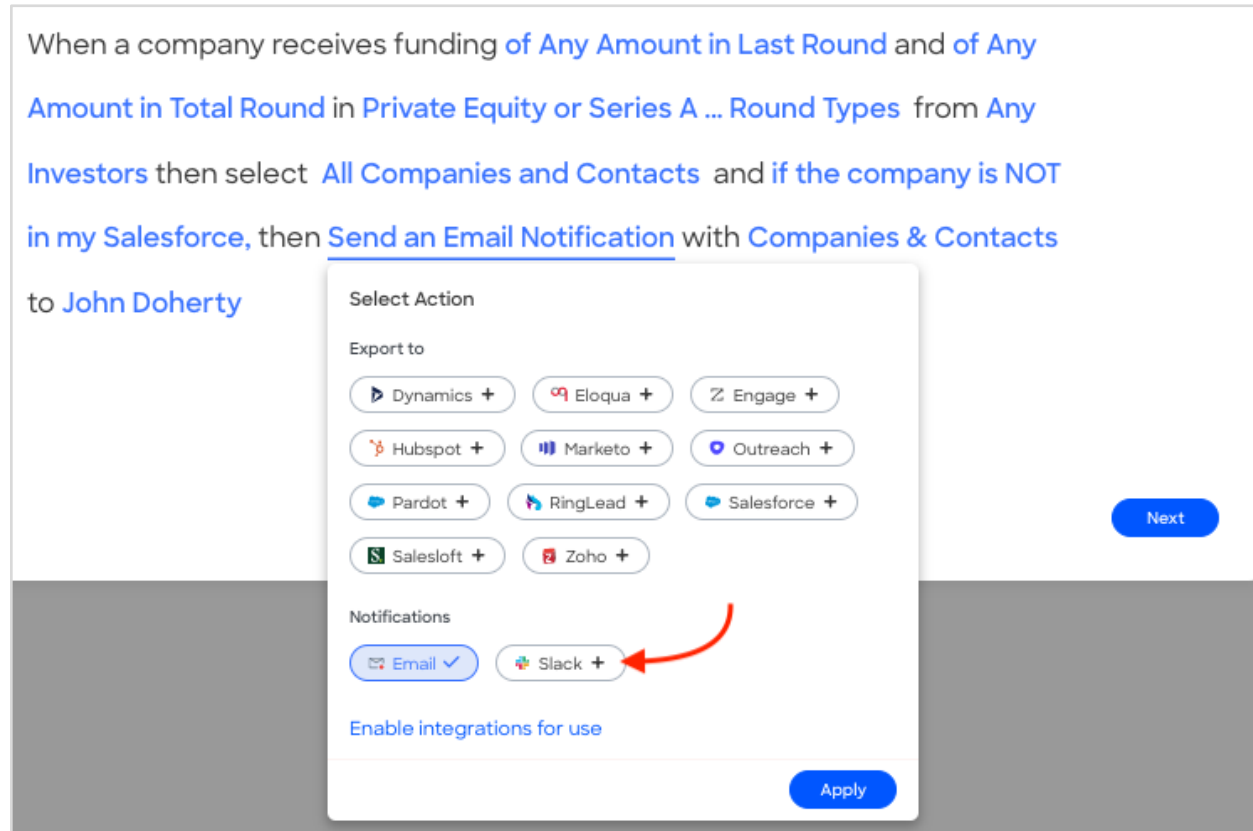 When a company receives funding of Any Amount in Last Round and of Any
Amount in Total Round in Private Equity or Series A ... Round Types from Any
Investors then select All Companies and Contacts and if the company is NOT
in my Salesforce, then Send an Email Notification with Companies & Contacts
to John Doherty
Select Action
Export to
Dynamics +
Eloqua +
Engage +
Hubspot +
Marketo +
Outreach +
Pardot +
RingLead +
Salesforce +
Next
Salesloft +
Zoho +
Notifications
Email ✓
Slack +
Enable integrations for use
Apply